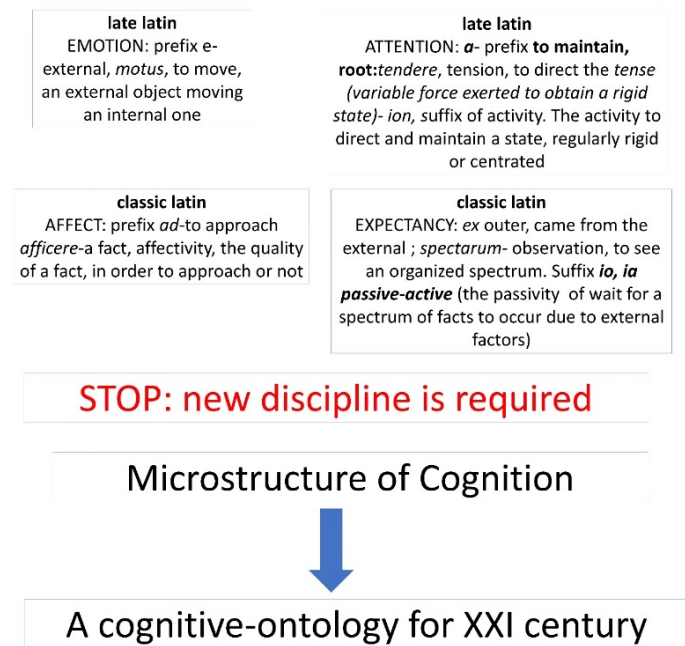 late latin
EMOTION: prefix e-
external, motus, to move,
an external object moving
an internal one
late latin
ATTENTION: a- prefix to maintain,
root:tendere, tension, to direct the tense
(variable force exerted to obtain a rigid
state)- ion, suffix of activity. The activity to
direct and maintain a state, regularly rigid
or centrated
classic latin
AFFECT: prefix ad-to approach
afficere-a fact, affectivity, the quality
of a fact, in order to approach or not
classic latin
EXPECTANCY: ex outer, came from the
external ; spectarum- observation, to see
an organized spectrum. Suffix io, ia
passive-active (the passivity of wait for a
spectrum of facts to occur due to external
factors)
STOP: new discipline is required
Microstructure of Cognition
A cognitive-ontology for XXI century